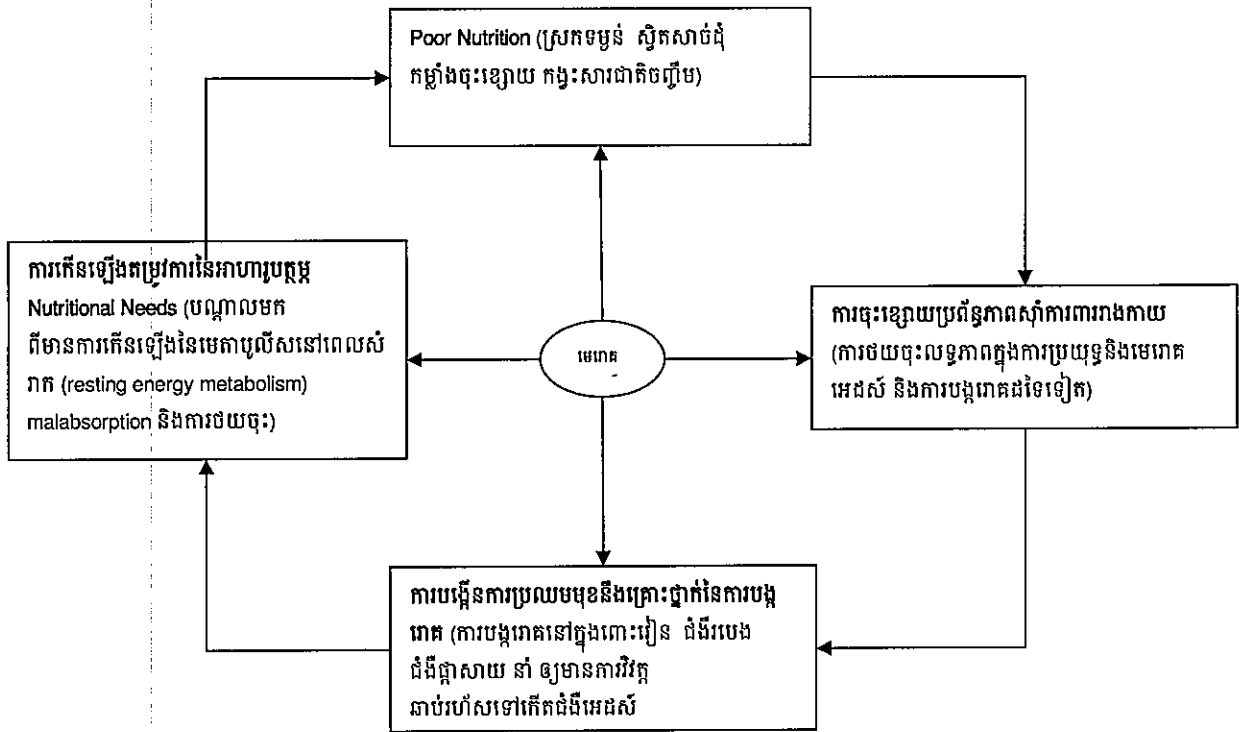 Poor Nutrition (ស្រកទម្ងន់ ស្វិតសាច់ដុំ
កម្លាំងចុះខ្សោយ កង្វះសារជាតិចញ្ចឹម)
ការកើនឡើងតម្រូវការនៃអាហារូបត្ថម្ភ
Nutritional Needs (បណ្តាលមក
ពីមានការកើនឡើងនៃមេតាបូលីសនៅពេលសំ
រាក (resting energy metabolism)
malabsorption និងការថយចុះ)
មេរោគ
ការចុះខ្សោយប្រព័ន្ធភាពស៊ាំការពាររាងកាយ
(ការថយចុះលទ្ធភាពក្នុងការប្រយុទ្ធនិងមេរោគ
អេដស៍ និងការបង្ករោគដទៃទៀត)
ការបង្កើនការប្រឈមមុខនឹងគ្រោះថ្នាក់នៃការបង្ក
រោគ (ការបង្ករោគនៅក្នុងពោះវៀន ជំងឺរបេង
ជំងឺផ្តាសាយ នាំ ឲ្យមានការវិវត្ត
ឆាប់រហ័សទៅកើតជំងឺអេដស៍